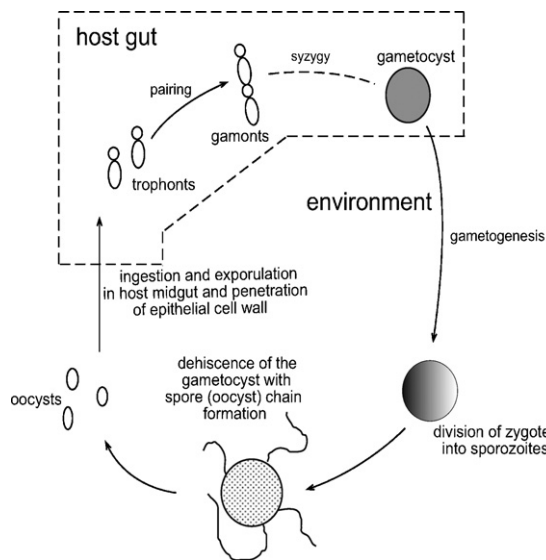 host gut
syzygy
gametocyst
pairing
gamonts
trophonts
environment
gametogenesis
ingestion and exporulation
in host midgut and penetration
of epithelial cell wall
dehiscence of the
gametocyst with
spore (oocyst) chain
formation
oocysts
division of zygote
into sporozoites